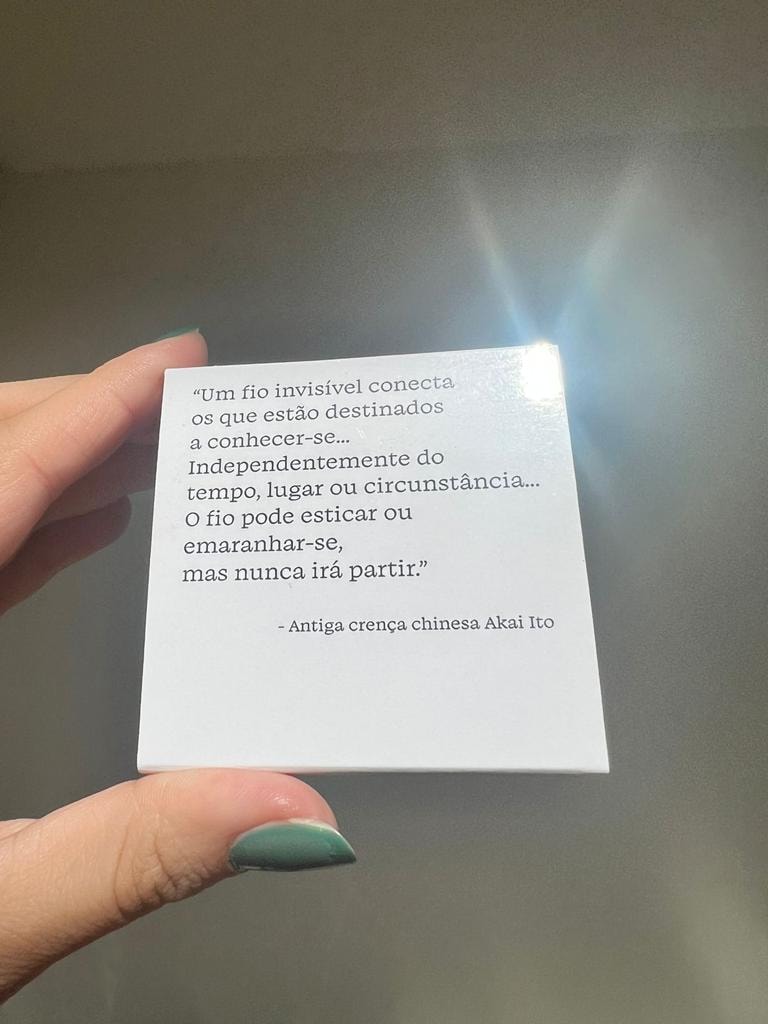 “Um fio invisível conecta
os que estão destinados
a conhecer-se...
Independentemente do
tempo, lugar ou circunstância...
O fio pode esticar ou
emaranhar-se,
mas nunca irá partir.”
- Antiga crença chinesa Akai Ito